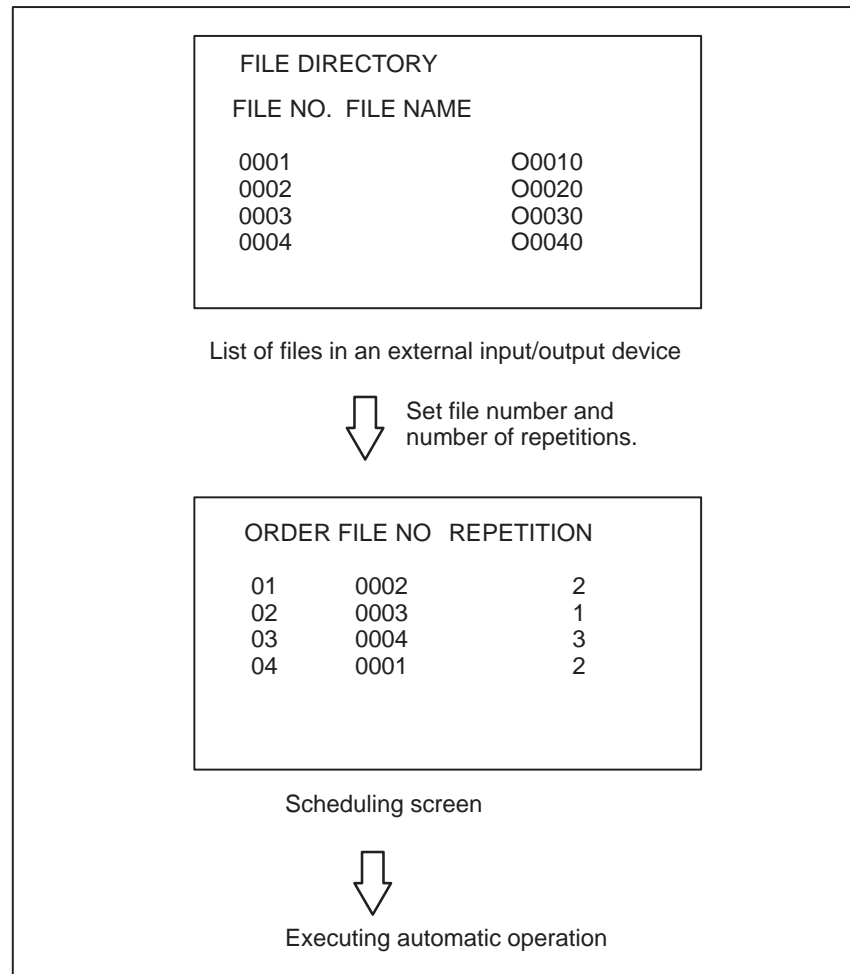 FILE DIRECTORY
FILE NO. FILE NAME
0001 O0010
0002 O0020
0003 O0030
0004 O0040
List of files in an external input/output device
Set file number and
number of repetitions.
ORDER FILE NO REPETITION
01 0002 2
02 0003 1
03 0004 3
04 0001 2
Scheduling screen
Executing automatic operation